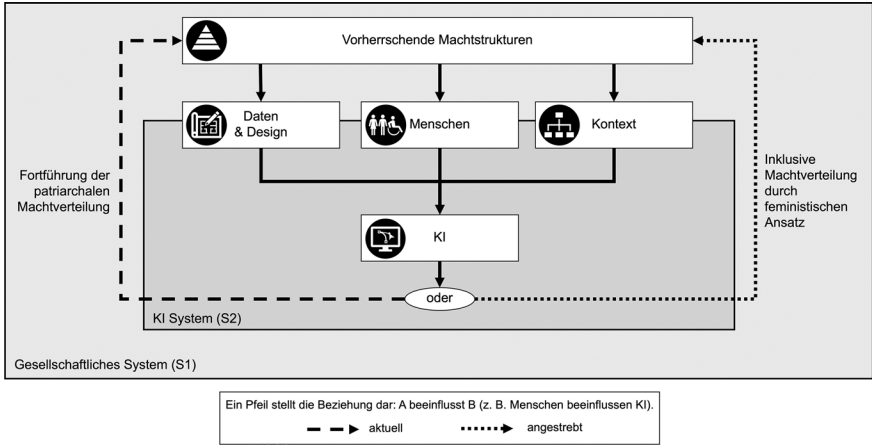 Vorherrschende Machtstrukturen
Daten
& Design
Menschen
Kontext
Fortführung der
patriarchalen
Machtverteilung
Inklusive
Machtverteilung
durch
feministischen
Ansatz
KI
oder
KI System (S2)
Gesellschaftliches System (S1)
Ein Pfeil stellt die Beziehung dar: A beeinflusst B (z. B. Menschen beeinflussen KI).
aktuell
angestrebt